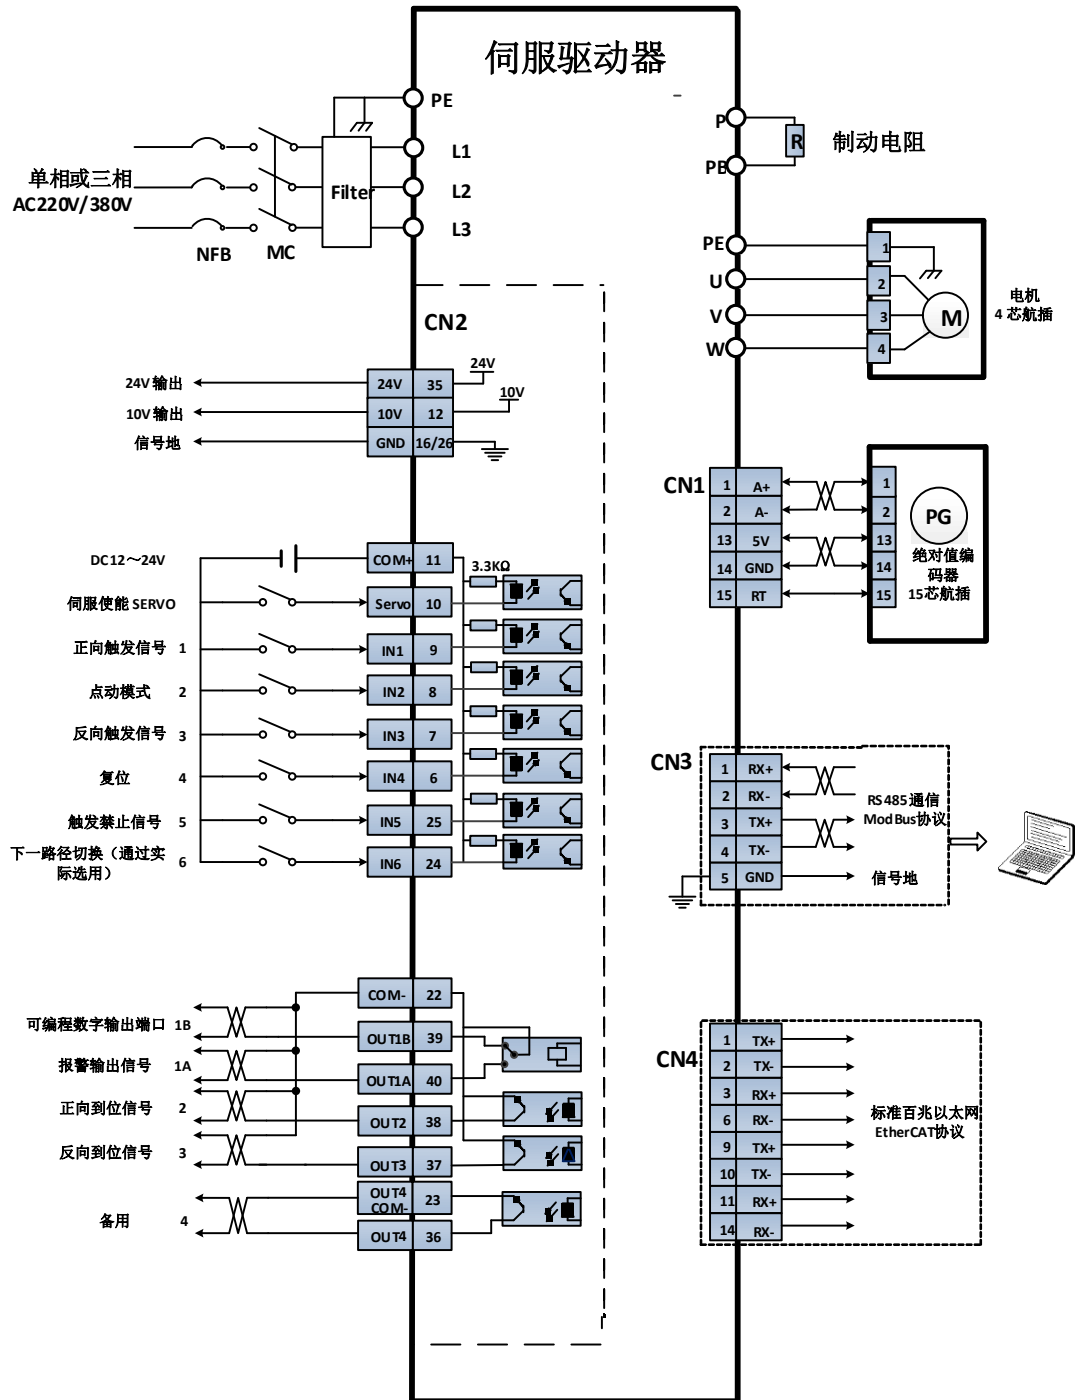 伺服驱动器
PE
L1
L2
L3
单相或三相
AC220V/380V
NFB
MC
Filter
P
PB
R
制动电阻
PE
U
V
W
1
2
3
4
M
电机
4 芯航插
CN2
24V 输出
24V 35
24V
10V 输出
10V 12
10V
信号地
GND 16/26
CN1
1 A+
2 A-
13 5V
14 GND
15 RT
1
2
13
14
15
PG
绝对值编
码器
15芯航插
DC12～24V
COM+ 11
3.3KΩ
伺服使能 SERVO
Servo 10
正向触发信号 1
IN1 9
点动模式 2
IN2 8
反向触发信号 3
IN3 7
复位 4
IN4 6
触发禁止信号 5
IN5 25
下一路径切换（通过实
际选用） 6
IN6 24
CN3
1 RX+
2 RX-
3 TX+
4 TX-
5 GND
RS485通信
ModBus协议
信号地
COM- 22
可编程数字输出端口 1B
OUT1B 39
报警输出信号 1A
OUT1A 40
正向到位信号 2
OUT2 38
反向到位信号 3
OUT3 37
OUT4
COM- 23
备用 4
OUT4 36
CN4
1 TX+
2 TX-
3 RX+
6 RX-
9 TX+
10 TX-
11 RX+
14 RX-
标准百兆以太网
EtherCAT协议